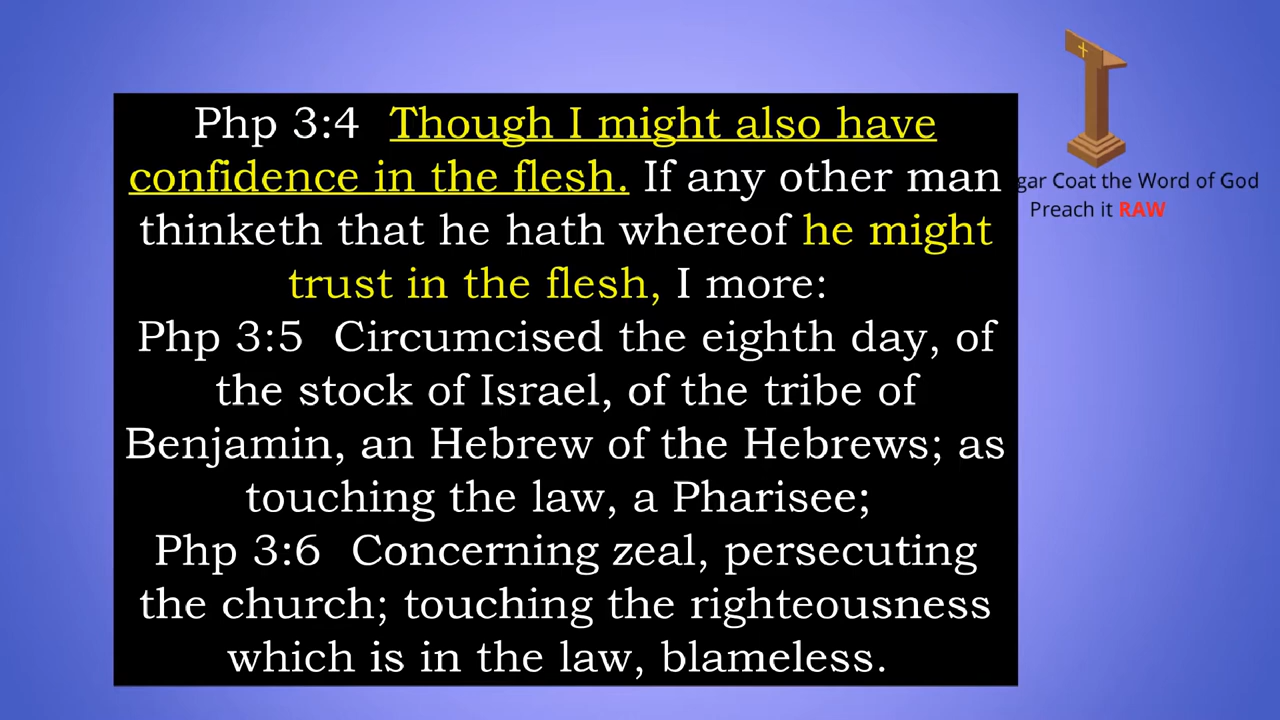 Php 3:4 Though I might also have
confidence in the flesh. If any other man
thinketh that he hath whereof he might
trust in the flesh, I more:
Php 3:5 Circumcised the eighth day, of
the stock of Israel, of the tribe of
Benjamin, an Hebrew of the Hebrews; as
touching the law, a Pharisee;
Php 3:6 Concerning zeal, persecuting
the church; touching the righteousness
which is in the law, blameless.
Coat the Word of God
Preach it RAW